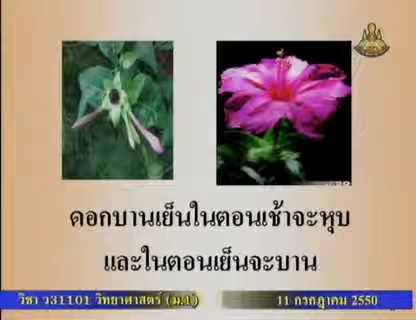 ดอกบานเย็นในตอนเช้าจะหุบ
และในตอนเย็นจะบาน
วิชา ว31101 วิทยาศาสตร์ (ม.1)
11 กรกฎาคม 2550